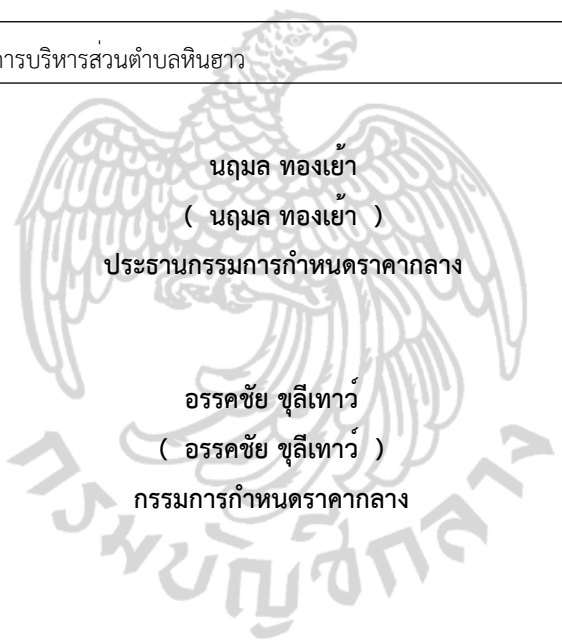 การบริหารส่วนตำบลหินฮาว
นฤมล ทองเย้า
( นฤมล ทองเย้า )
ประธานกรรมการกำหนดราคากลาง
อรรคชัย ขุลีเทาว์
( อรรคชัย ขุลีเทาว์ )
กรรมการกำหนดราคากลาง
กรมบัญชีกลาง